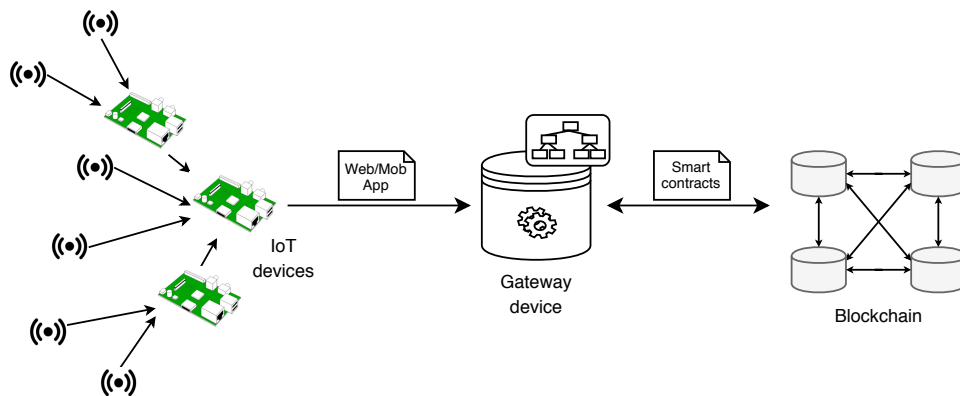 Web/Mob
App
Smart
contracts
IoT
devices
Gateway
device
Blockchain